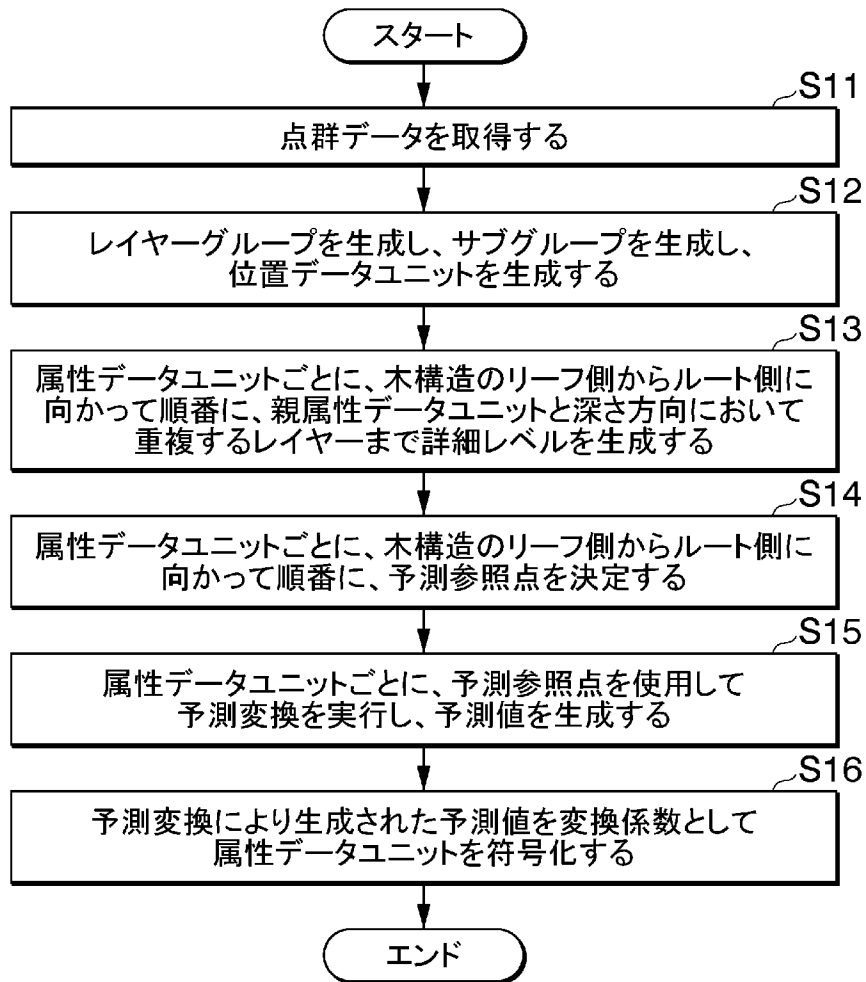 スタート
S11
点群データを取得する
S12
レイヤーグループを生成し、サブグループを生成し、
位置データユニットを生成する
S13
属性データユニットごとに、木構造のリーフ側からルート側に
向かって順番に、親属性データユニットと深さ方向において
重複するレイヤーまで詳細レベルを生成する
S14
属性データユニットごとに、木構造のリーフ側からルート側に
向かって順番に、予測参照点を決定する
S15
属性データユニットごとに、予測参照点を使用して
予測変換を実行し、予測値を生成する
S16
予測変換により生成された予測値を変換係数として
属性データユニットを符号化する
エンド